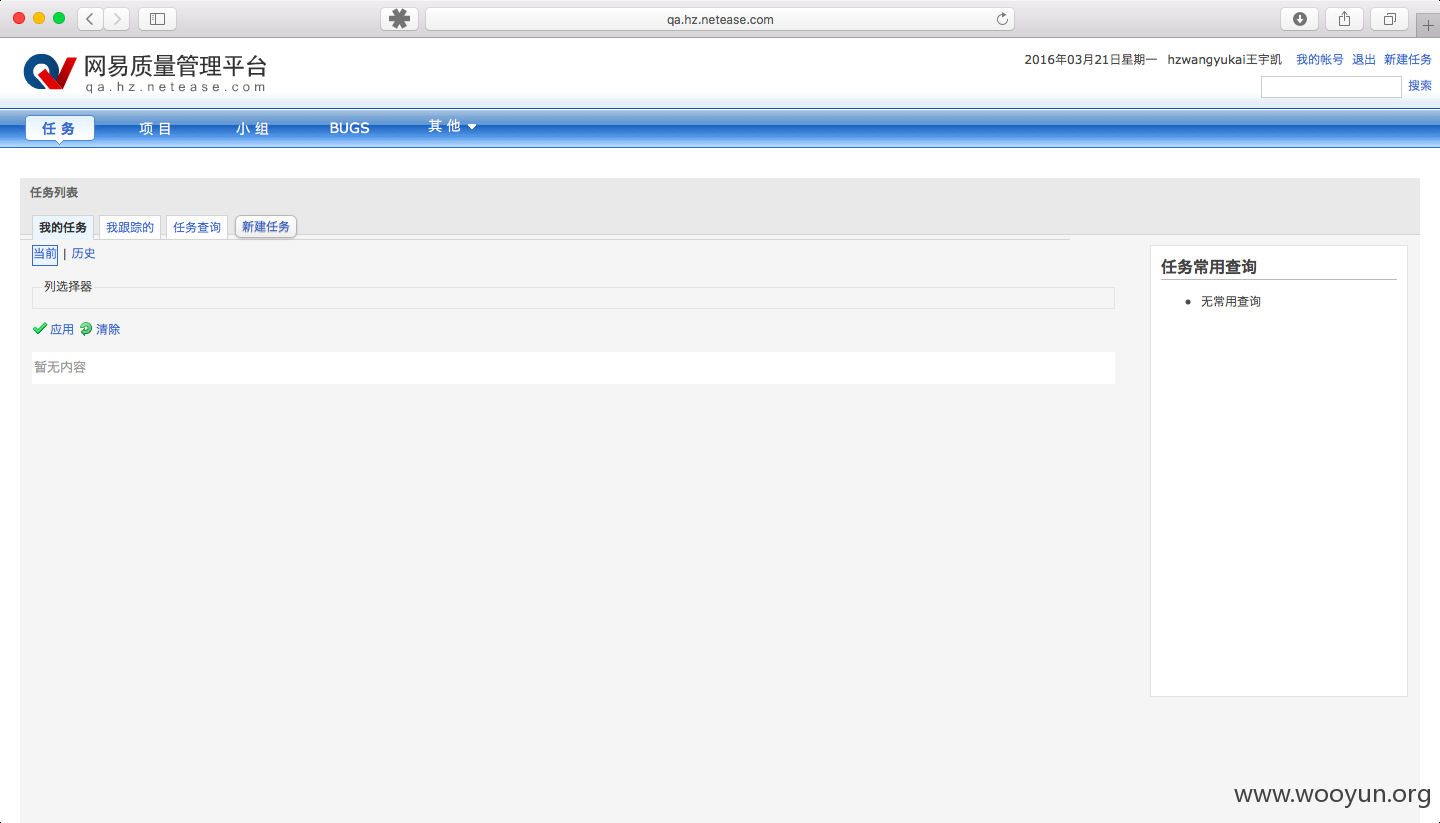 qa.hz.netease.com
网易质量管理平台
qa.hz.netease.com
2016年03月21日星期一 hzwangyukai王宇凯 我的帐号 退出 新建任务
搜索
任务 项目 小组 BUGS 其他
任务列表
我的任务 我跟踪的 任务查询 新建任务
当前 | 历史
列选择器
应用 清除
暂无内容
任务常用查询
无常用查询
www.wooyun.org